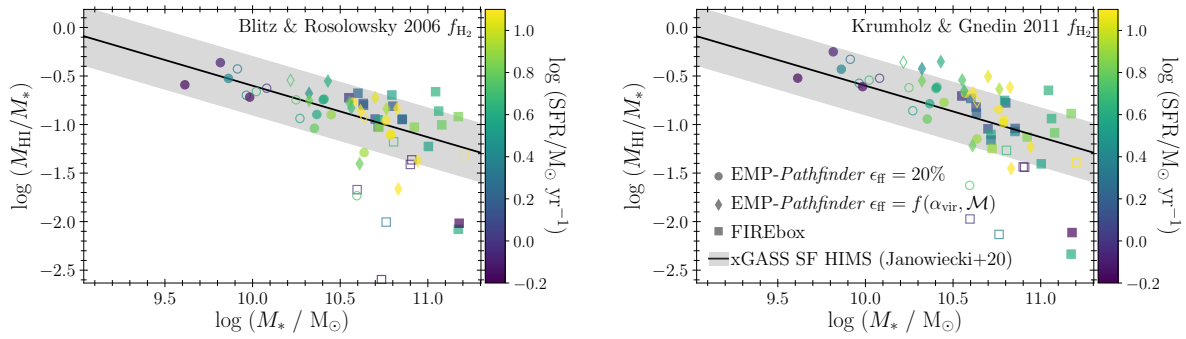 Blitz & Rosolowsky 2006 f_H₂
0.0
−0.5
−1.0
−1.5
−2.0
−2.5
log (M_HI/M_*)
9.5
10.0
10.5
11.0
log (M_* / M_⊙)
1.0
0.8
0.6
0.4
0.2
0.0
−0.2
log (SFR/M_⊙ yr⁻¹)
Krumholz & Gnedin 2011 f_H₂
0.0
−0.5
−1.0
−1.5
−2.0
−2.5
log (M_HI/M_*)
EMP-Pathfinder ϵ_ff = 20%
EMP-Pathfinder ϵ_ff = f(α_vir, ℳ)
FIREbox
xGASS SF HIMS (Janowiecki+20)
9.5
10.0
10.5
11.0
log (M_* / M_⊙)
1.0
0.8
0.6
0.4
0.2
0.0
−0.2
log (SFR/M_⊙ yr⁻¹)